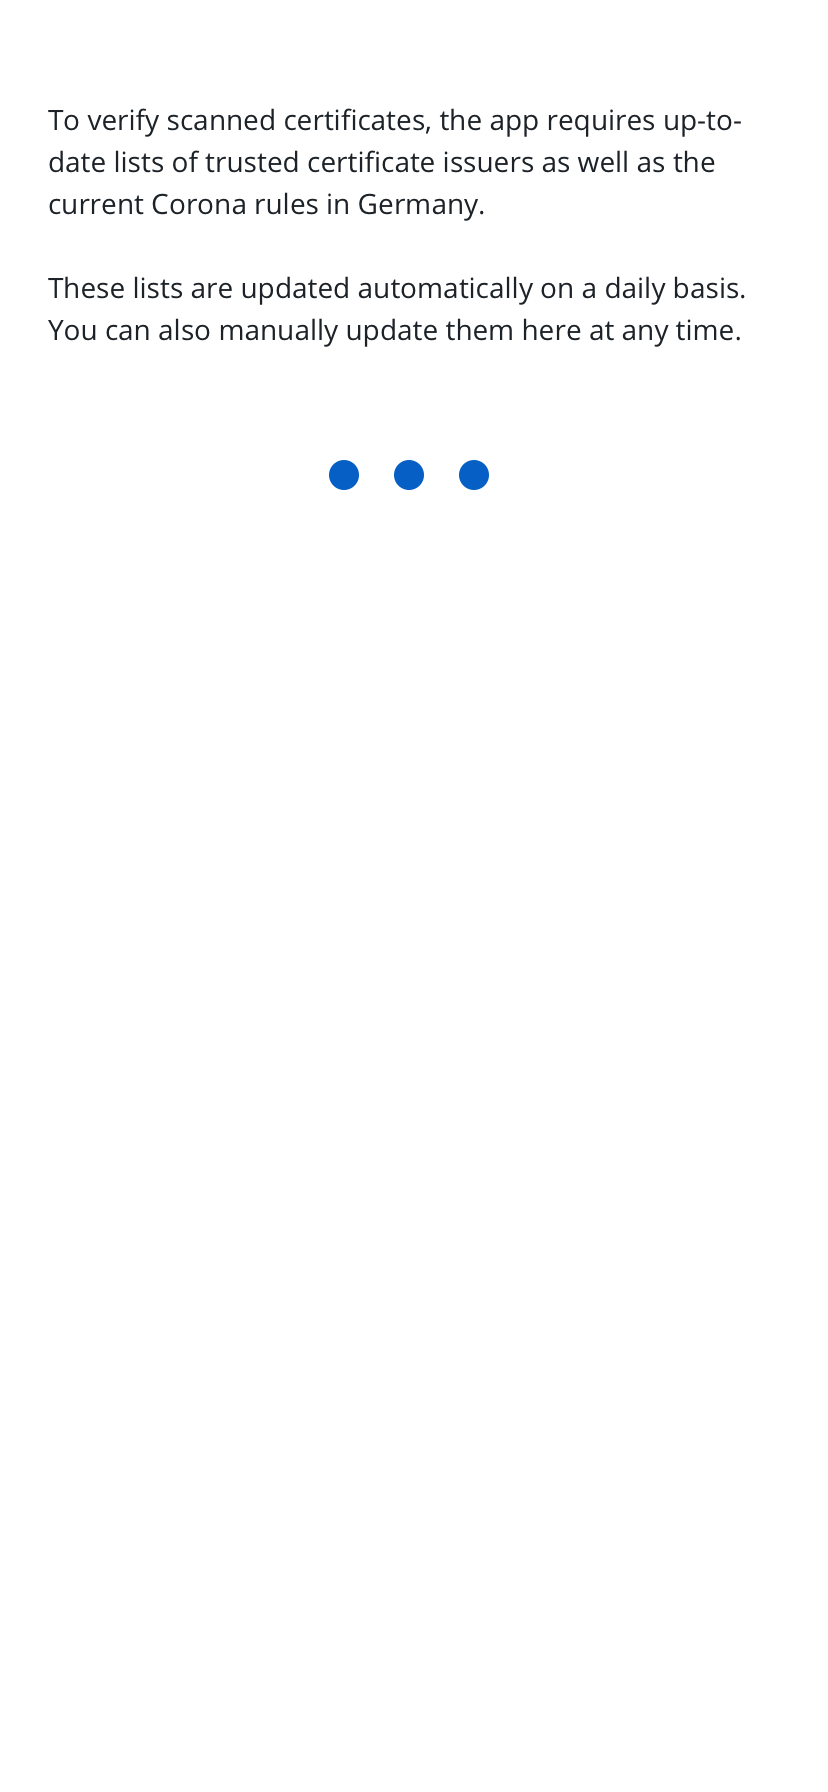 To verify scanned certificates, the app requires up-to-
date lists of trusted certificate issuers as well as the
current Corona rules in Germany.
These lists are updated automatically on a daily basis.
You can also manually update them here at any time.